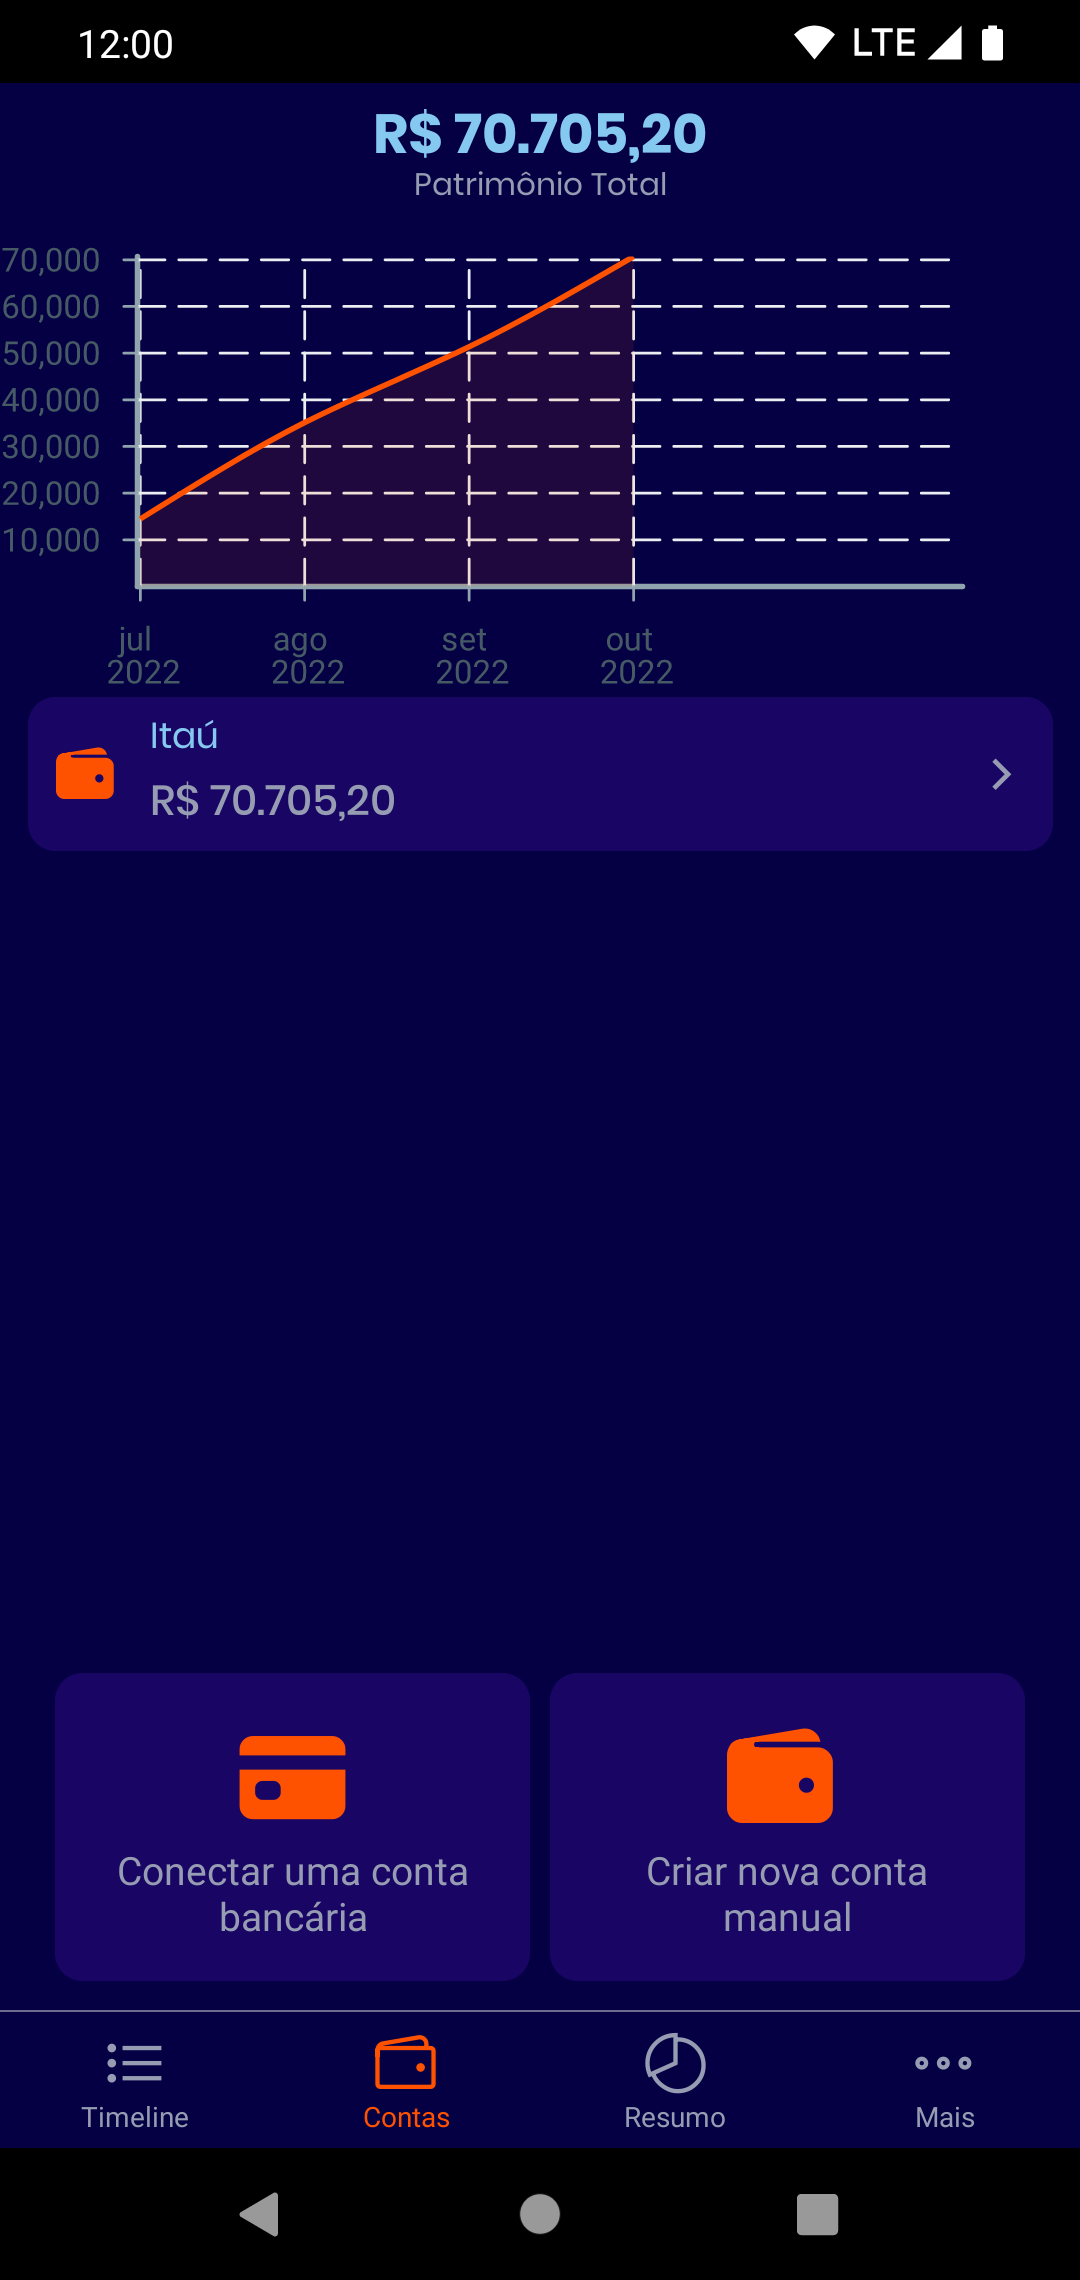 12:00
LTE
R$ 70.705,20
Patrimônio Total
70,000
60,000
50,000
40,000
30,000
20,000
10,000
jul 2022
ago 2022
set 2022
out 2022
Itaú
R$ 70.705,20
Conectar uma conta
bancária
Criar nova conta
manual
Timeline
Contas
Resumo
Mais